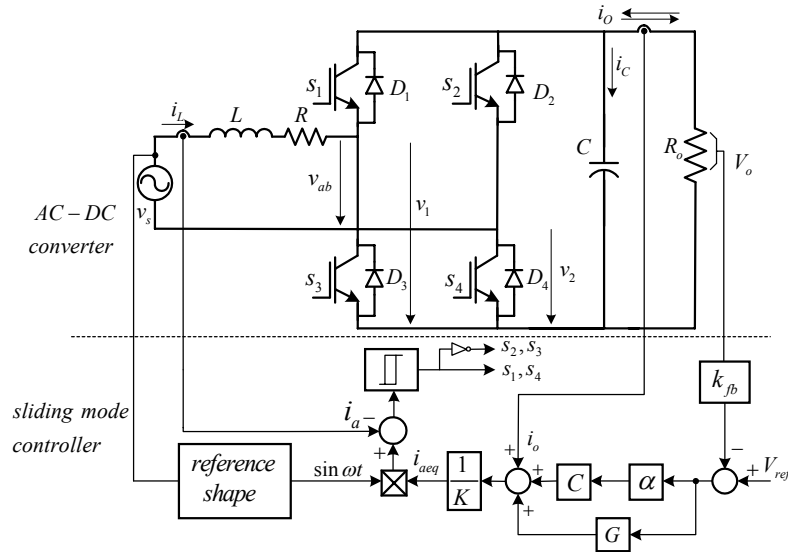 i_O
s_1
D_1
s_2
D_2
i_C
i_L
L
R
C
R_o
V_o
v_ab
v_s
v_1
AC − DC
converter
s_3
D_3
s_4
D_4
v_2
s_2, s_3
s_1, s_4
k_fb
sliding mode
controller
i_a −
i_o
+
−
reference
shape
sin ωt
+
i_aeq
1/K
+
+
+
C
α
+ V_ref
G